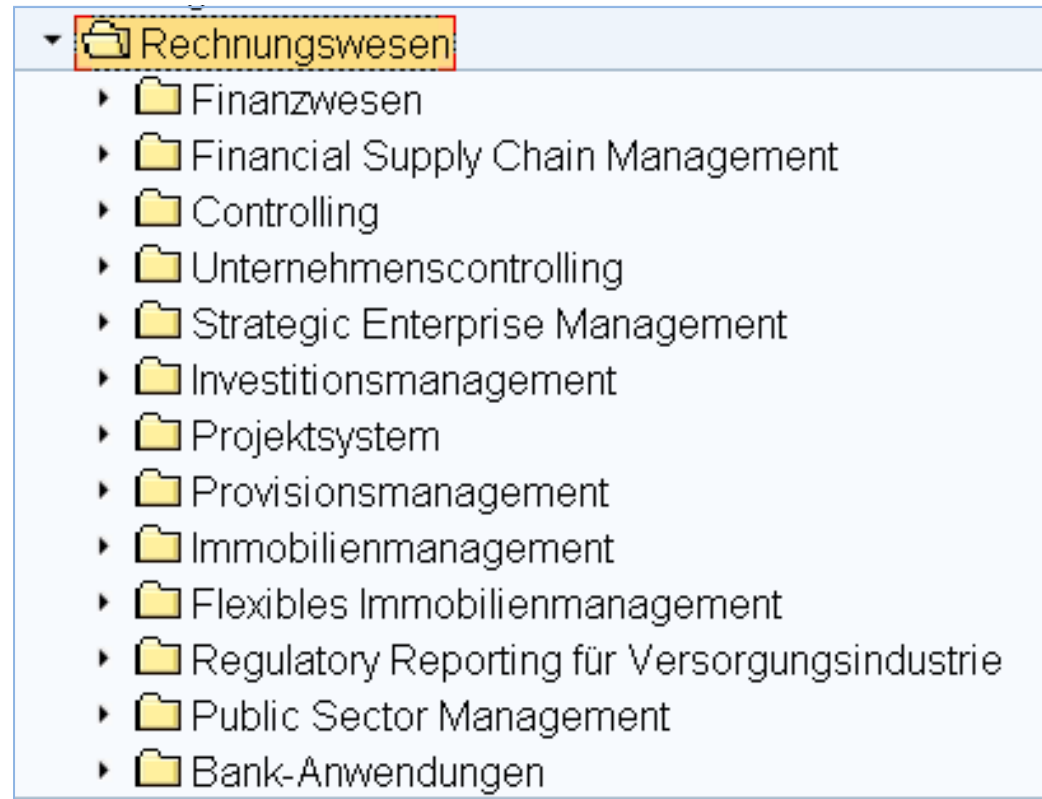 Rechnungswesen
Finanzwesen
Financial Supply Chain Management
Controlling
Unternehmenscontrolling
Strategic Enterprise Management
Investitionsmanagement
Projektsystem
Provisionsmanagement
Immobilienmanagement
Flexibles Immobilienmanagement
Regulatory Reporting für Versorgungsindustrie
Public Sector Management
Bank-Anwendungen